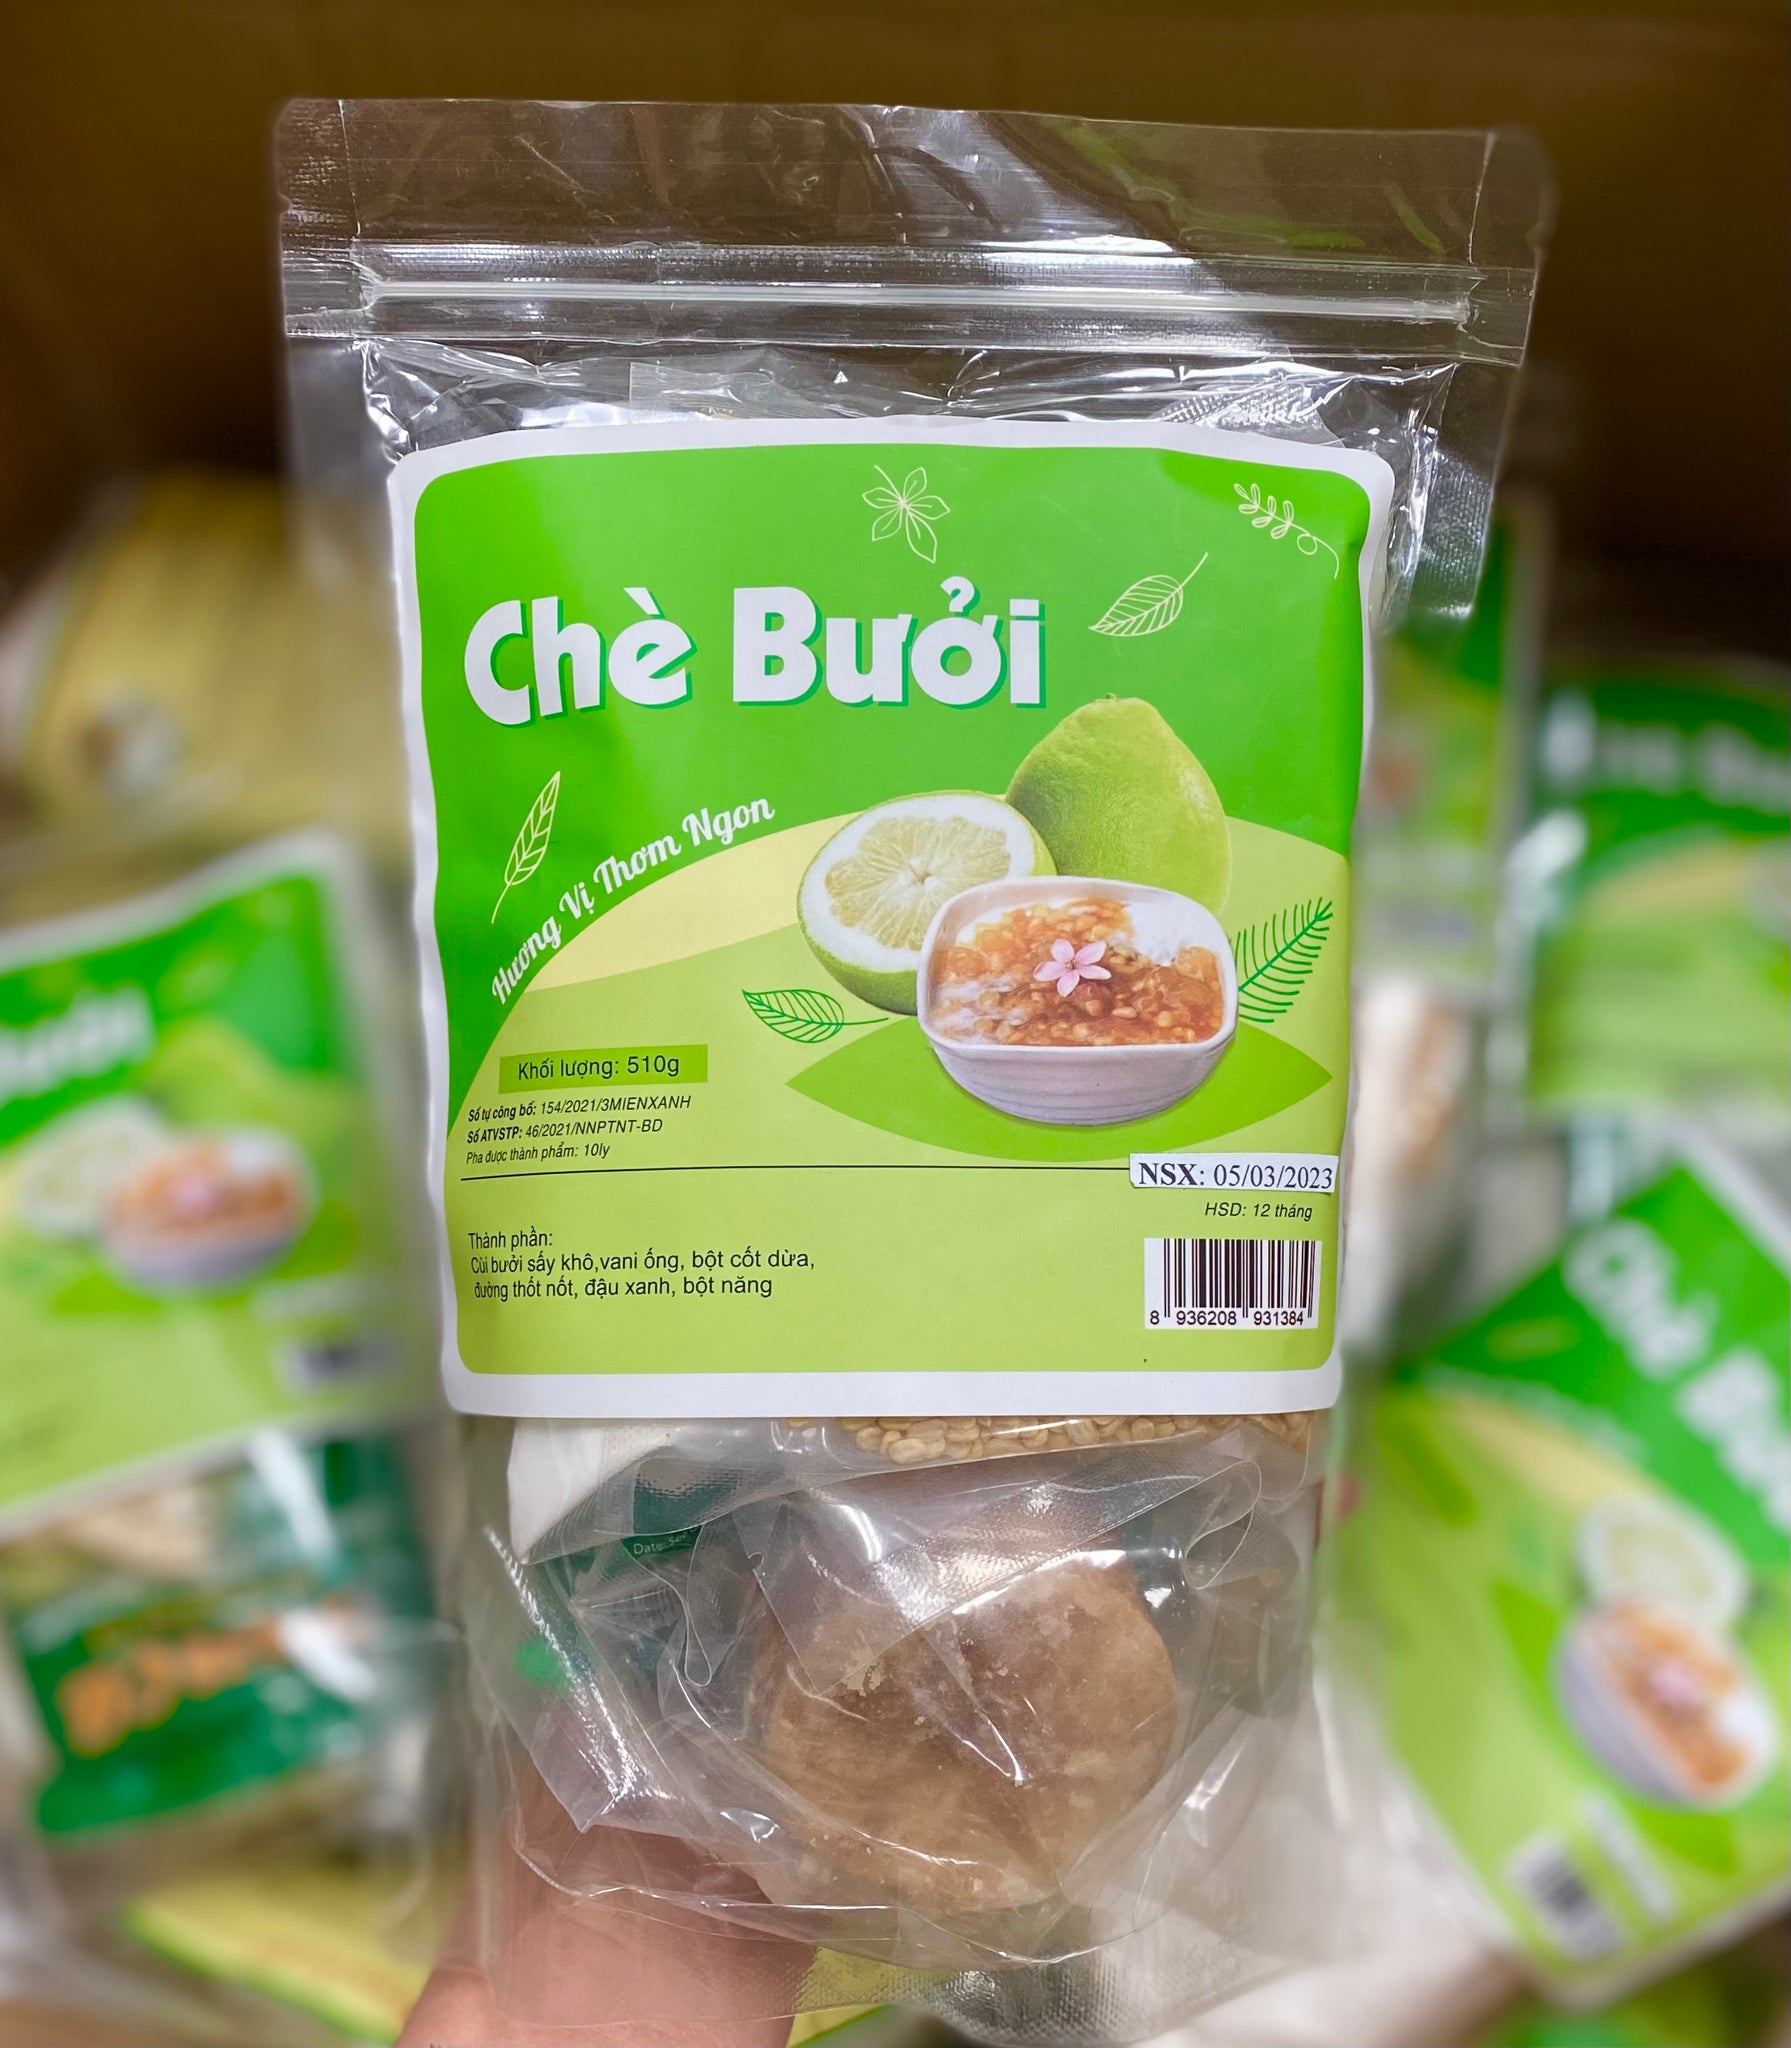 Chè Bưởi
Hương Vị Thơm Ngon
Khối lượng: 510g
Số tự công bố: 154/2021/3MIENXANH
Số ATVSTP: 46/2021/NNPTNT-BD
Pha được thành phẩm: 10ly
NSX: 05/03/2023
HSD: 12 tháng
Thành phần:
Cùi bưởi sấy khô,vani ống, bột cốt dừa,
đường thốt nốt, đậu xanh, bột năng
8 936208 931384
Date: See